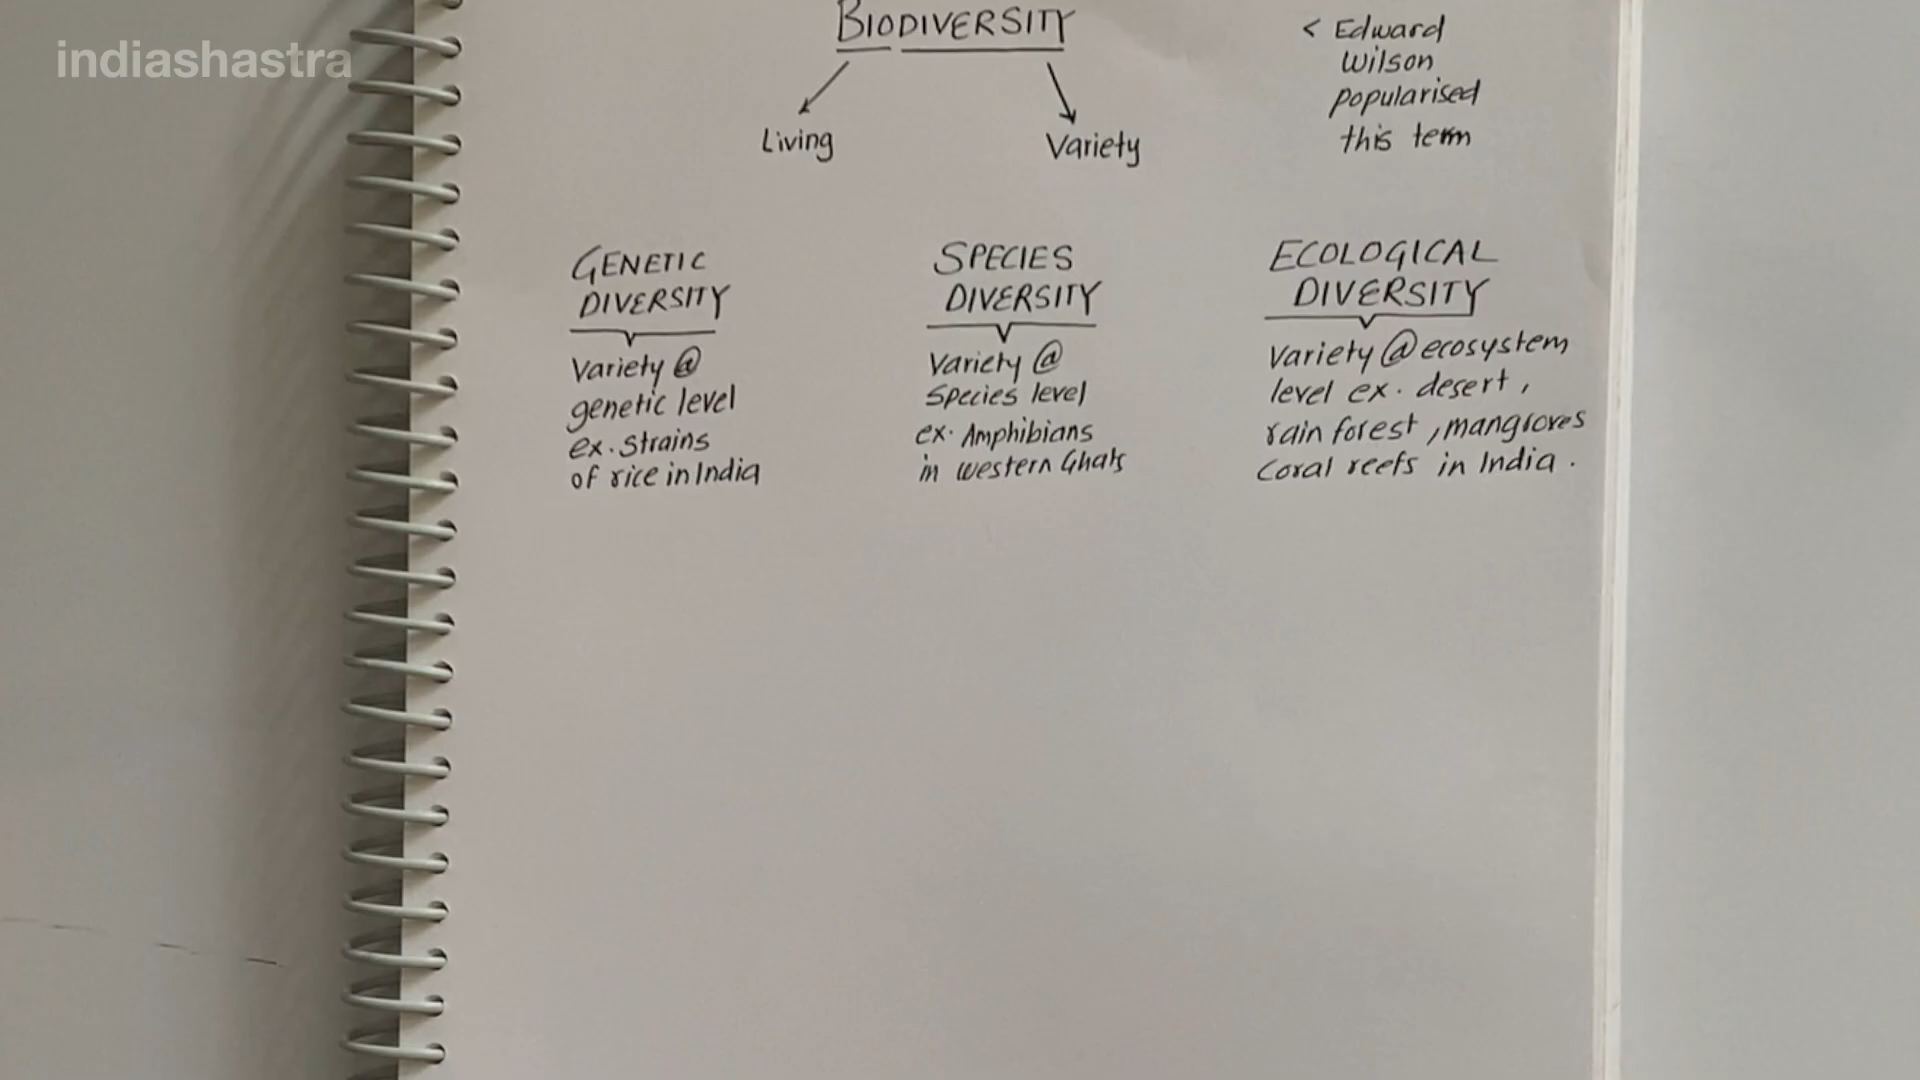 indiashastra
BIODIVERSITY
Living
Variety
< Edward
Wilson
popularised
this term
GENETIC
DIVERSITY
Variety @
genetic level
ex. Strains
of rice in India
SPECIES
DIVERSITY
Variety @
Species level
ex. Amphibians
in western Ghats
ECOLOGICAL
DIVERSITY
Variety @ ecosystem
level ex. desert,
rain forest, mangroves
Coral reefs in India.